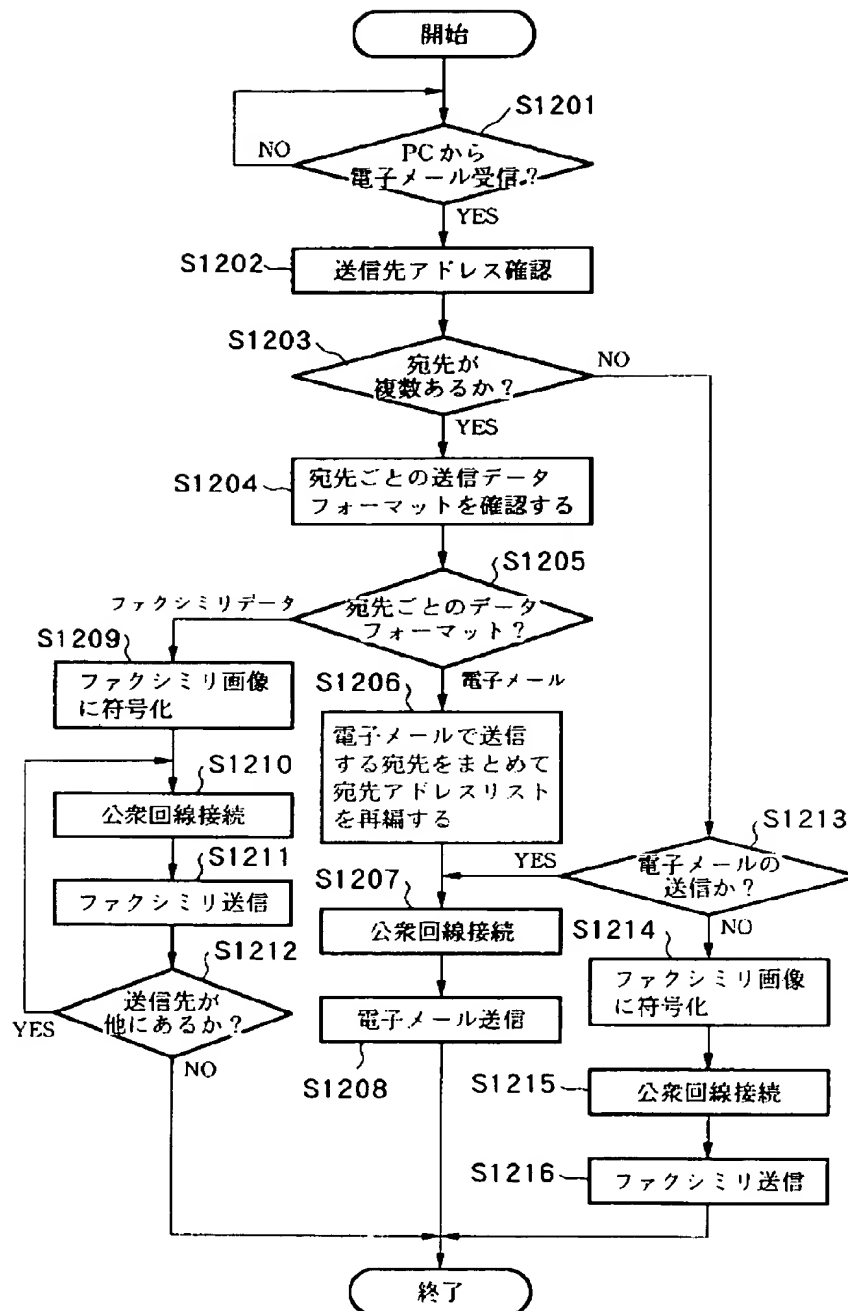 開始
S1201
NO
PCから
電子メール受信？
YES
S1202
送信先アドレス確認
S1203
宛先が
複数あるか？
NO
YES
S1204
宛先ごとの送信データ
フォーマットを確認する
S1205
ファクシミリデータ
宛先ごとのデータ
フォーマット？
S1209
ファクシミリ画像
に符号化
S1206
電子メール
電子メールで送信
する宛先をまとめて
宛先アドレスリスト
を再編する
S1210
公衆回線接続
S1211
ファクシミリ送信
S1212
送信先が
他にあるか？
YES
NO
S1207
公衆回線接続
電子メール送信
S1208
S1213
YES
電子メールの
送信か？
NO
S1214
ファクシミリ画像
に符号化
S1215
公衆回線接続
S1216
ファクシミリ送信
終了